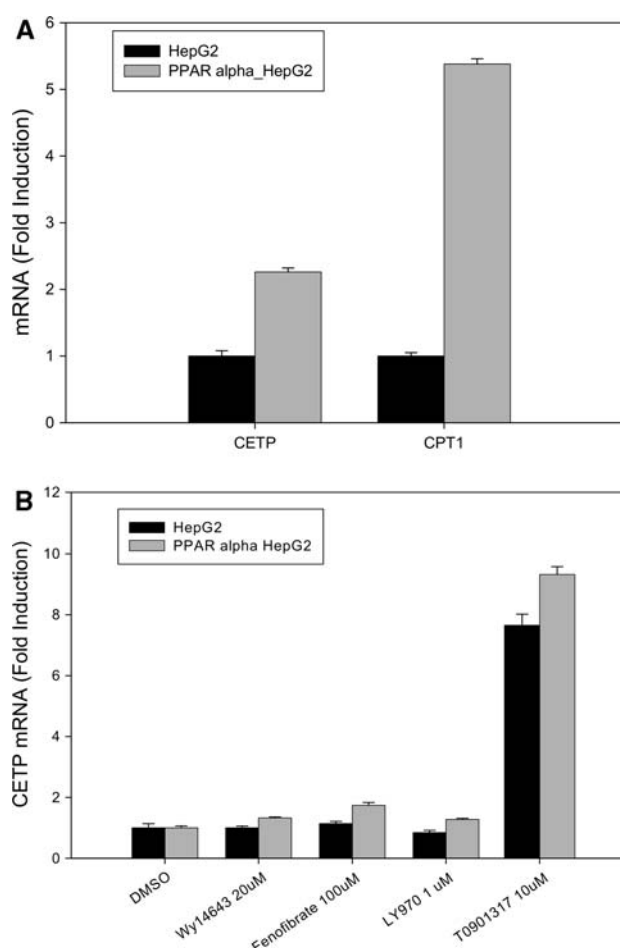 A
HepG2
PPAR alpha_HepG2
mRNA (Fold Induction)
6
5
4
3
2
1
0
CETP
CPT1
B
HepG2
PPAR alpha HepG2
CETP mRNA (Fold Induction)
12
10
8
6
4
2
0
DMSO
Wy14643 20uM
Fenofibrate 100uM
LY970 1 uM
T0901317 10uM